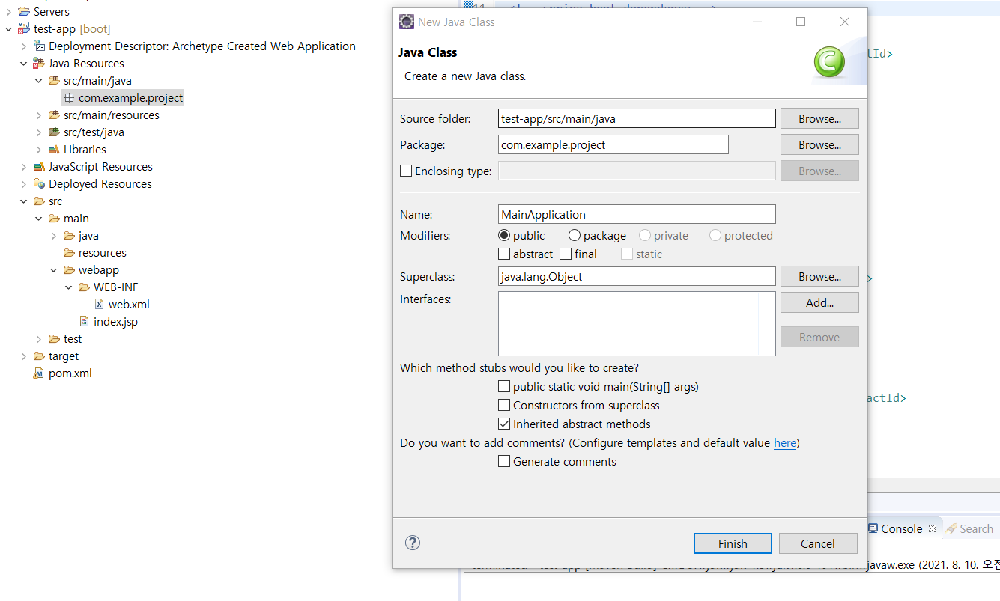 Servers
test-app [boot]
Deployment Descriptor: Archetype Created Web Application
Java Resources
src/main/java
com.example.project
src/main/resources
src/test/java
Libraries
JavaScript Resources
Deployed Resources
src
main
java
resources
webapp
WEB-INF
web.xml
index.jsp
test
target
pom.xml
11
New Java Class
Java Class
Create a new Java class.
Source folder: test-app/src/main/java Browse...
Package: com.example.project Browse...
Enclosing type: Browse...
Name: MainApplication
Modifiers: public package private protected
abstract final static
Superclass: java.lang.Object Browse...
Interfaces: Add...
Remove
Which method stubs would you like to create?
public static void main(String[] args)
Constructors from superclass
Inherited abstract methods
Do you want to add comments? (Configure templates and default value here)
Generate comments
? Finish Cancel
tId>
>
actId>
Console Search
javaw.exe (2021. 8. 10. 오전